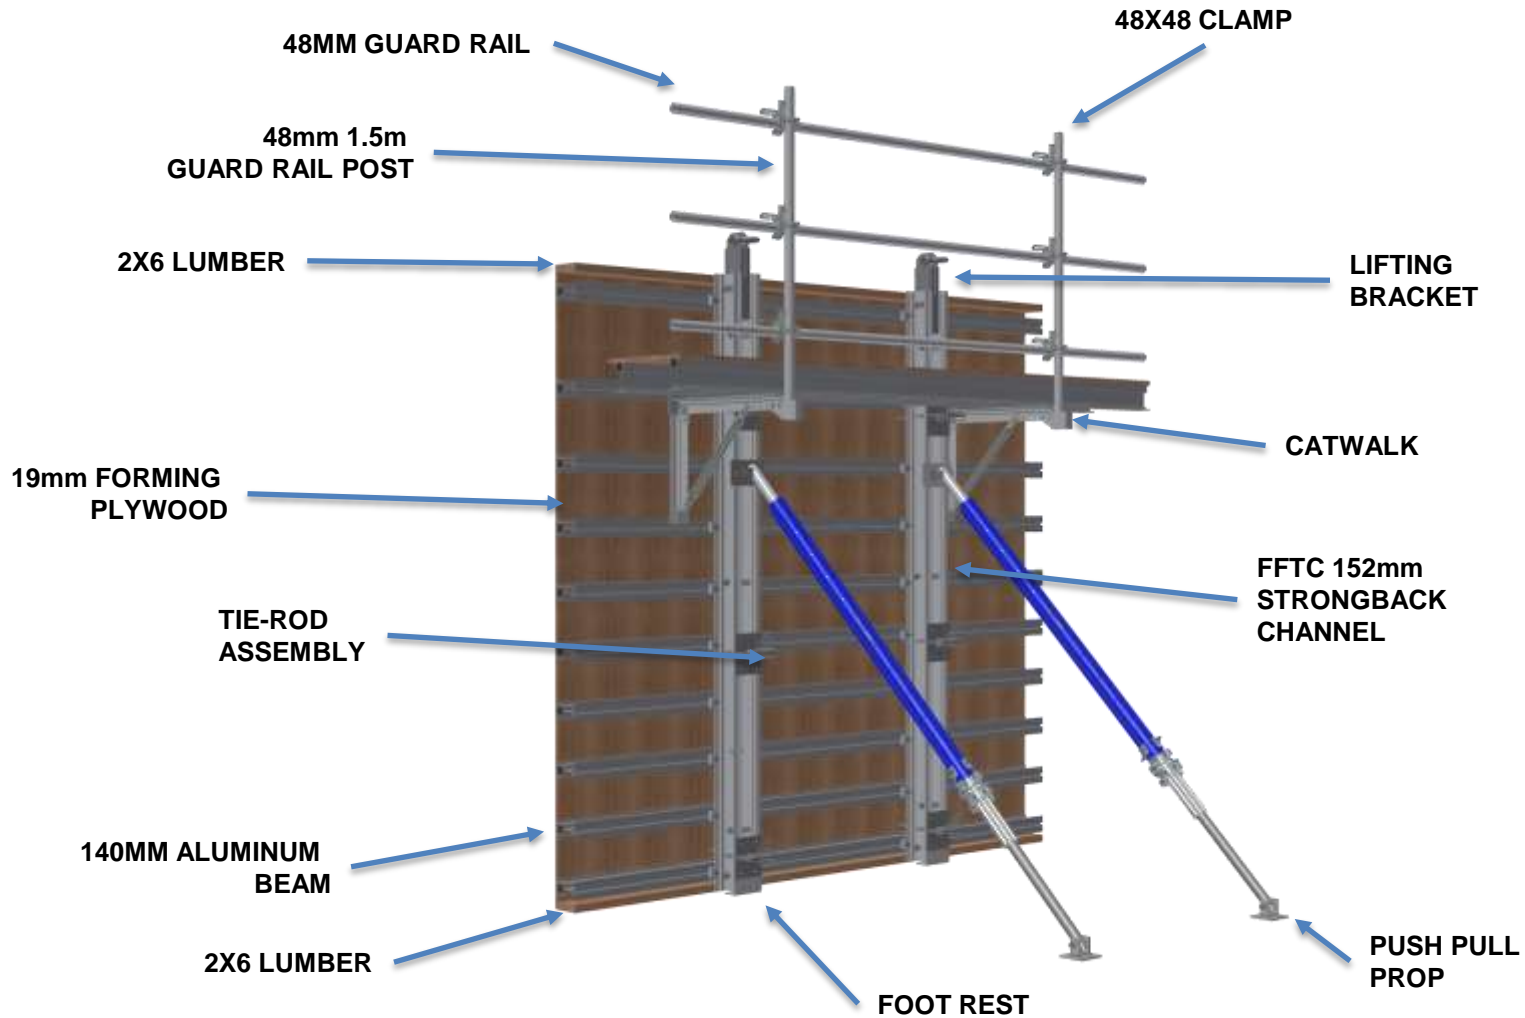 48X48 CLAMP
48MM GUARD RAIL
48mm 1.5m
GUARD RAIL POST
2X6 LUMBER
LIFTING
BRACKET
CATWALK
19mm FORMING
PLYWOOD
FFTC 152mm
STRONGBACK
CHANNEL
TIE-ROD
ASSEMBLY
140MM ALUMINUM
BEAM
2X6 LUMBER
PUSH PULL
PROP
FOOT REST